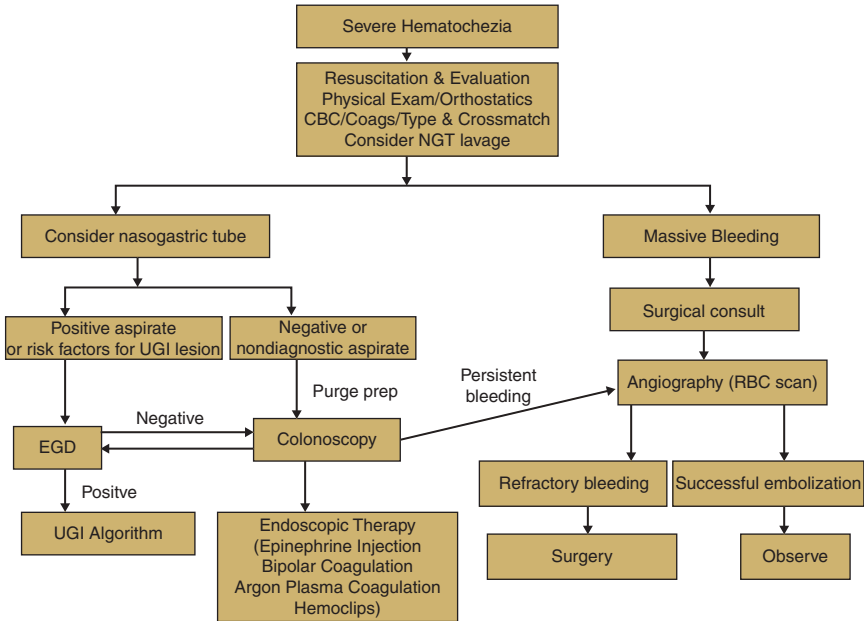 Severe Hematochezia
Resuscitation & Evaluation
Physical Exam/Orthostatics
CBC/Coags/Type & Crossmatch
Consider NGT lavage
Consider nasogastric tube
Massive Bleeding
Positive aspirate
or risk factors for UGI lesion
Negative or
nondiagnostic aspirate
Surgical consult
Purge prep
Persistent
bleeding
Angiography (RBC scan)
Negative
EGD
Colonoscopy
Positve
Refractory bleeding
Successful embolization
UGI Algorithm
Endoscopic Therapy
(Epinephrine Injection
Bipolar Coagulation
Argon Plasma Coagulation
Hemoclips)
Surgery
Observe